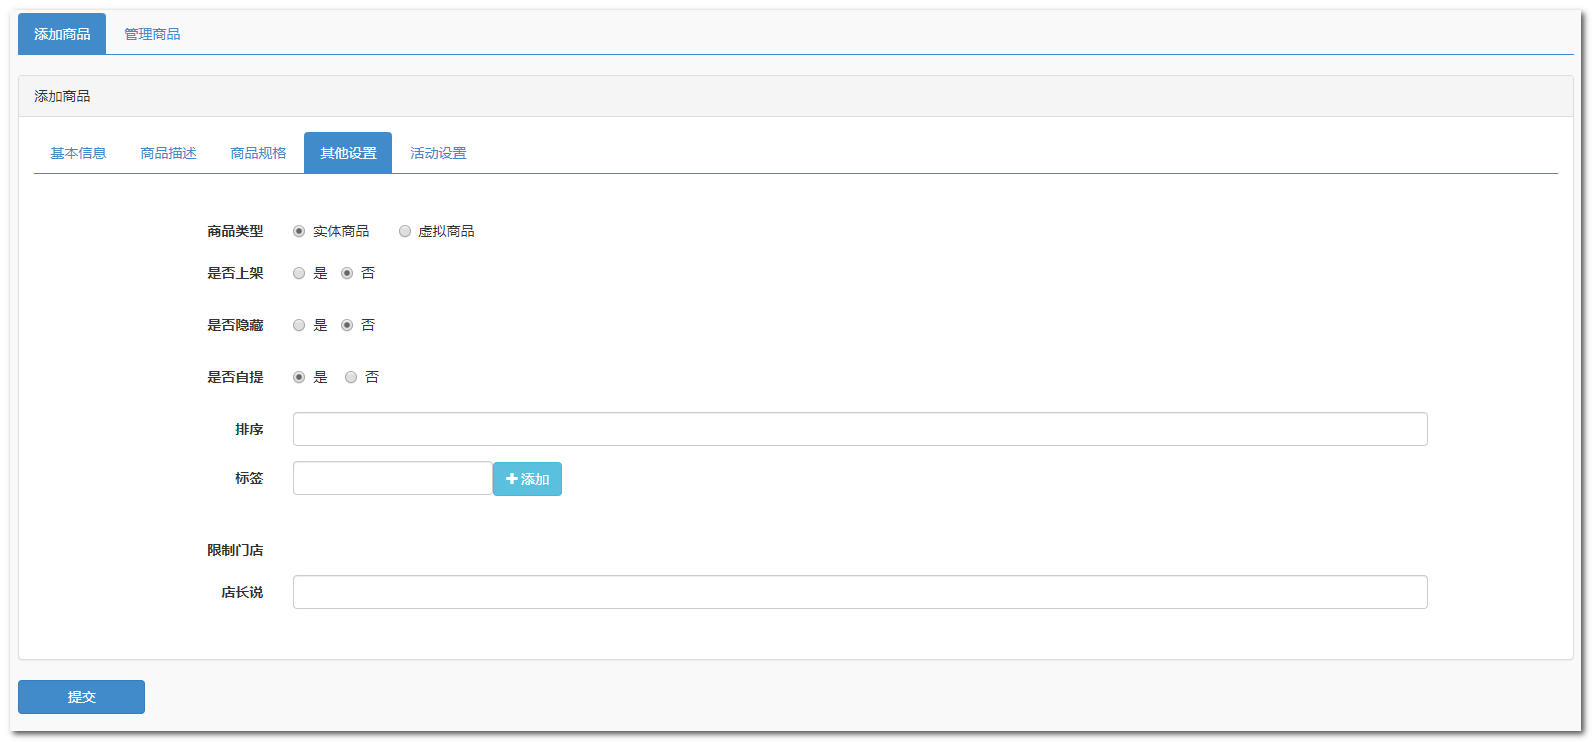 添加商品 管理商品
添加商品
基本信息 商品描述 商品规格 其他设置 活动设置
商品类型 实体商品 虚拟商品
是否上架 是 否
是否隐藏 是 否
是否自提 是 否
排序
标签 添加
限制门店
店长说
提交